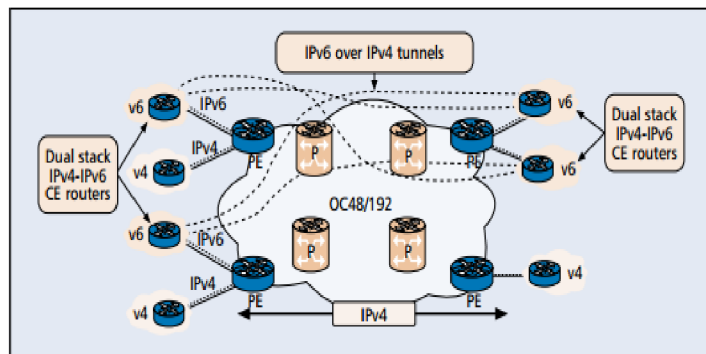 IPv6 over IPv4 tunnels
v6
IPv6
v6
Dual stack
IPv4-IPv6
CE routers
Dual stack
IPv4-IPv6
CE routers
IPv4
PE
P
P
PE
v4
v6
OC48/192
v6
IPv6
P
P
IPv4
PE
PE
v4
v4
IPv4